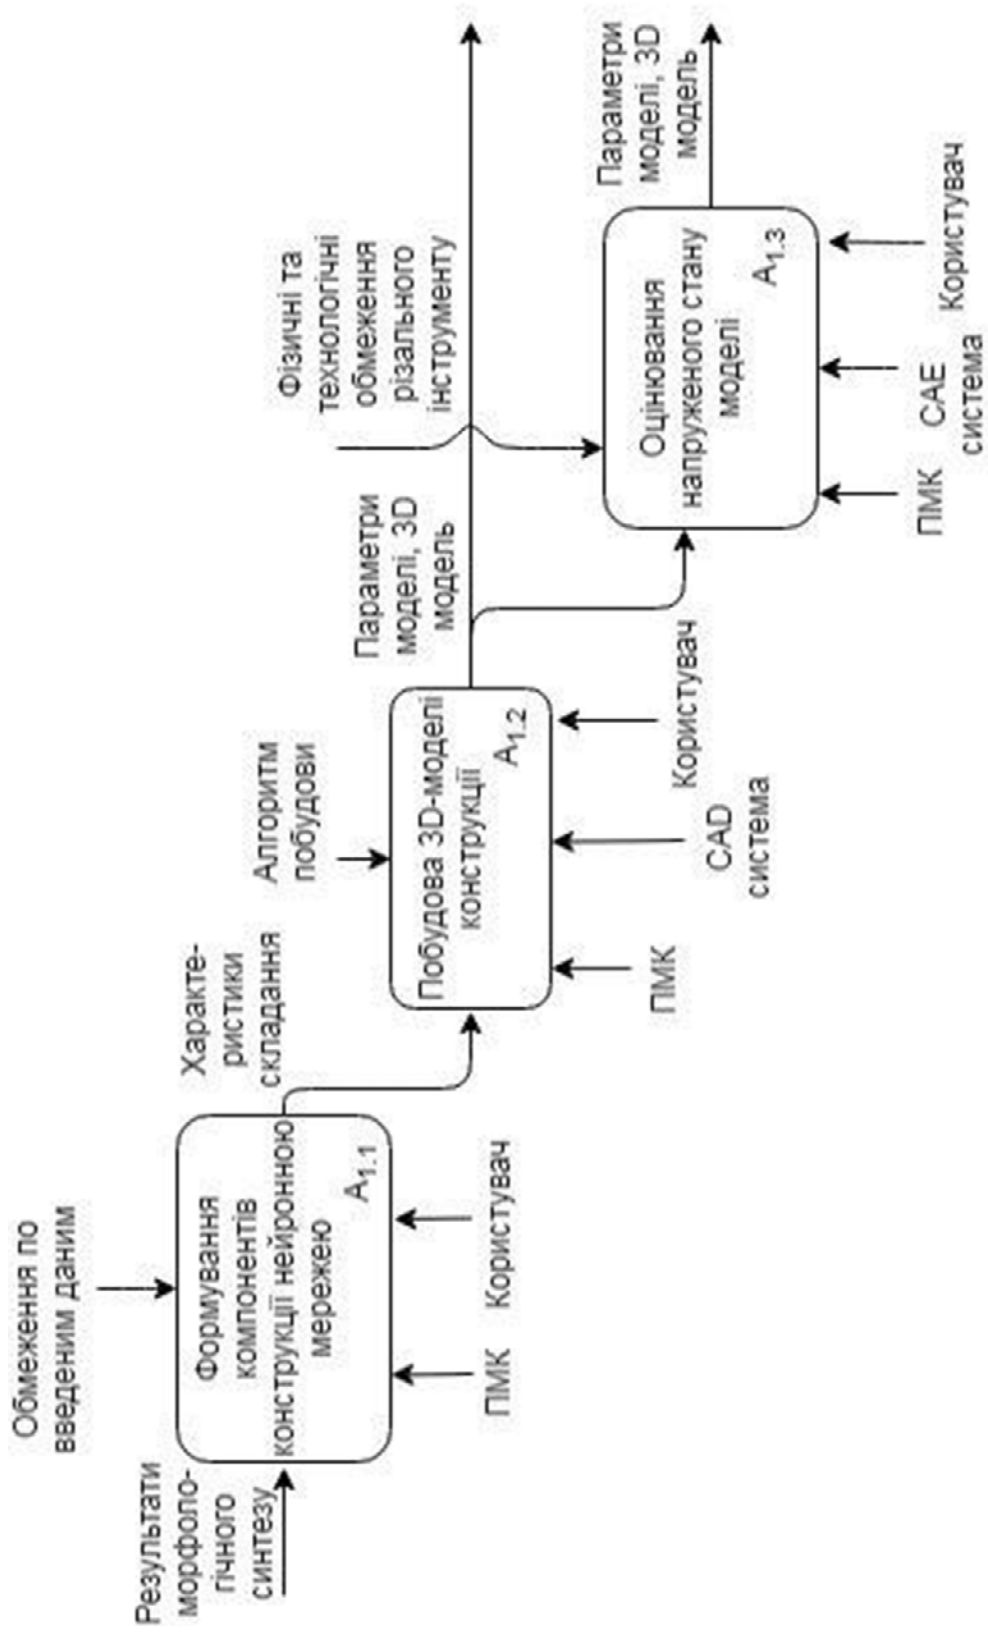 Обмеження по
введеним даним
Результати
морфоло-
гічного
синтезу
Формування
компонентів
конструкції нейронною
мережею
A1.1
ПМК
Користувач
Характе-
ристики
складання
Алгоритм
побудови
Побудова 3D-моделі
конструкції
A1.2
ПМК
CAD
система
Користувач
Параметри
моделі, 3D
модель
Фізичні та
технологічні
обмеження
різального
інструменту
Оцінювання
напруженого стану
моделі
A1.3
ПМК
CAE
система
Користувач
Параметри
моделі, 3D
модель